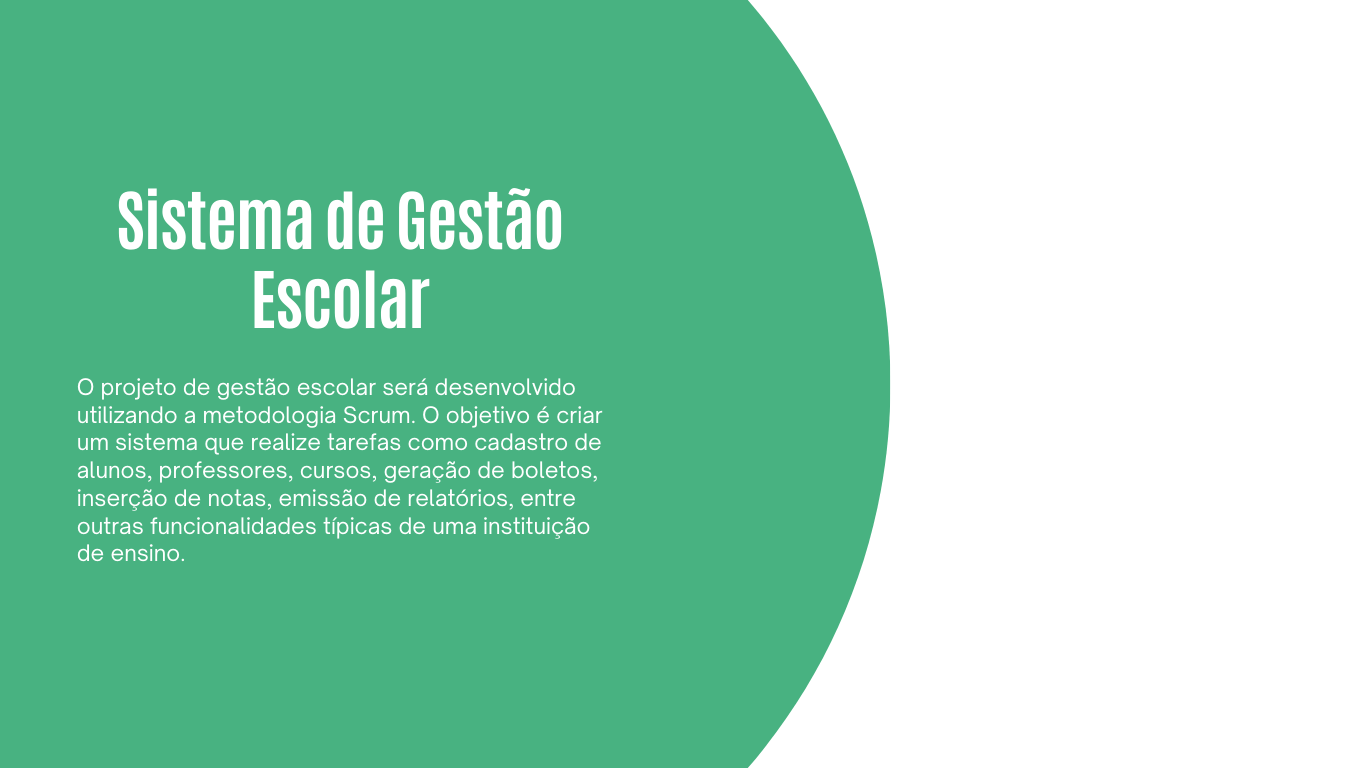 Sistema de Gestão
Escolar
O projeto de gestão escolar será desenvolvido
utilizando a metodologia Scrum. O objetivo é criar
um sistema que realize tarefas como cadastro de
alunos, professores, cursos, geração de boletos,
inserção de notas, emissão de relatórios, entre
outras funcionalidades típicas de uma instituição
de ensino.